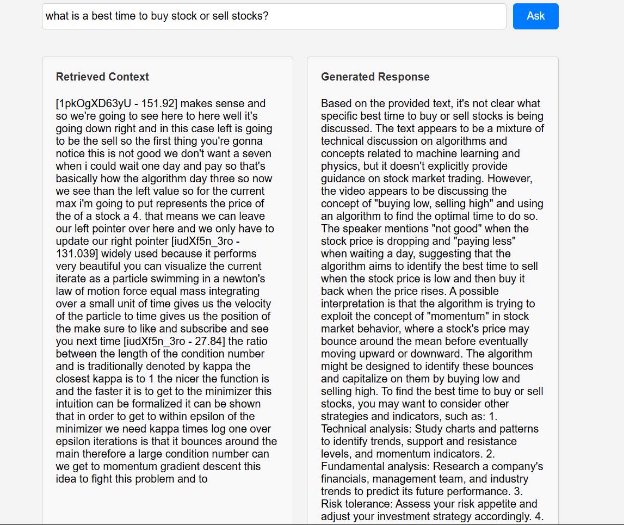 what is a best time to buy stock or sell stocks?
Ask
Retrieved Context
[1pkOgXD63yU - 151.92] makes sense and
so we're going to see here to here well it's
going down right and in this case left is going
to be the sell so the first thing you're gonna
notice this is not good we don't want a seven
when i could wait one day and pay so that's
basically how the algorithm day three so now
we see than the left value so for the current
max i'm going to put represents the price of
the of a stock a 4. that means we can leave
our left pointer over here and we only have to
update our right pointer [iudXf5n_3ro -
131.039] widely used because it performs
very beautiful you can visualize the current
iterate as a particle swimming in a newton's
law of motion force equal mass integrating
over a small unit of time gives us the velocity
of the particle to time gives us the position of
the make sure to like and subscribe and see
you next time [iudXf5n_3ro - 27.84] the ratio
between the length of the condition number
and is traditionally denoted by kappa the
closest kappa is to 1 the nicer the function is
and the faster it is to get to the minimizer this
intuition can be formalized it can be shown
that in order to get to within epsilon of the
minimizer we need kappa times log one over
epsilon iterations is that it bounces around the
main therefore a large condition number can
we get to momentum gradient descent this
idea to fight this problem and to
Generated Response
Based on the provided text, it's not clear what
specific best time to buy or sell stocks is being
discussed. The text appears to be a mixture of
technical discussion on algorithms and
concepts related to machine learning and
physics, but it doesn't explicitly provide
guidance on stock market trading. However,
the video appears to be discussing the
concept of "buying low, selling high" and using
an algorithm to find the optimal time to do so.
The speaker mentions "not good" when the
stock price is dropping and "paying less"
when waiting a day, suggesting that the
algorithm aims to identify the best time to sell
when the stock price is low and then buy it
back when the price rises. A possible
interpretation is that the algorithm is trying to
exploit the concept of "momentum" in stock
market behavior, where a stock's price may
bounce around the mean before eventually
moving upward or downward. The algorithm
might be designed to identify these bounces
and capitalize on them by buying low and
selling high. To find the best time to buy or sell
stocks, you may want to consider other
strategies and indicators, such as: 1.
Technical analysis: Study charts and patterns
to identify trends, support and resistance
levels, and momentum indicators. 2.
Fundamental analysis: Research a company's
financials, management team, and industry
trends to predict its future performance. 3.
Risk tolerance: Assess your risk appetite and
adjust your investment strategy accordingly. 4.